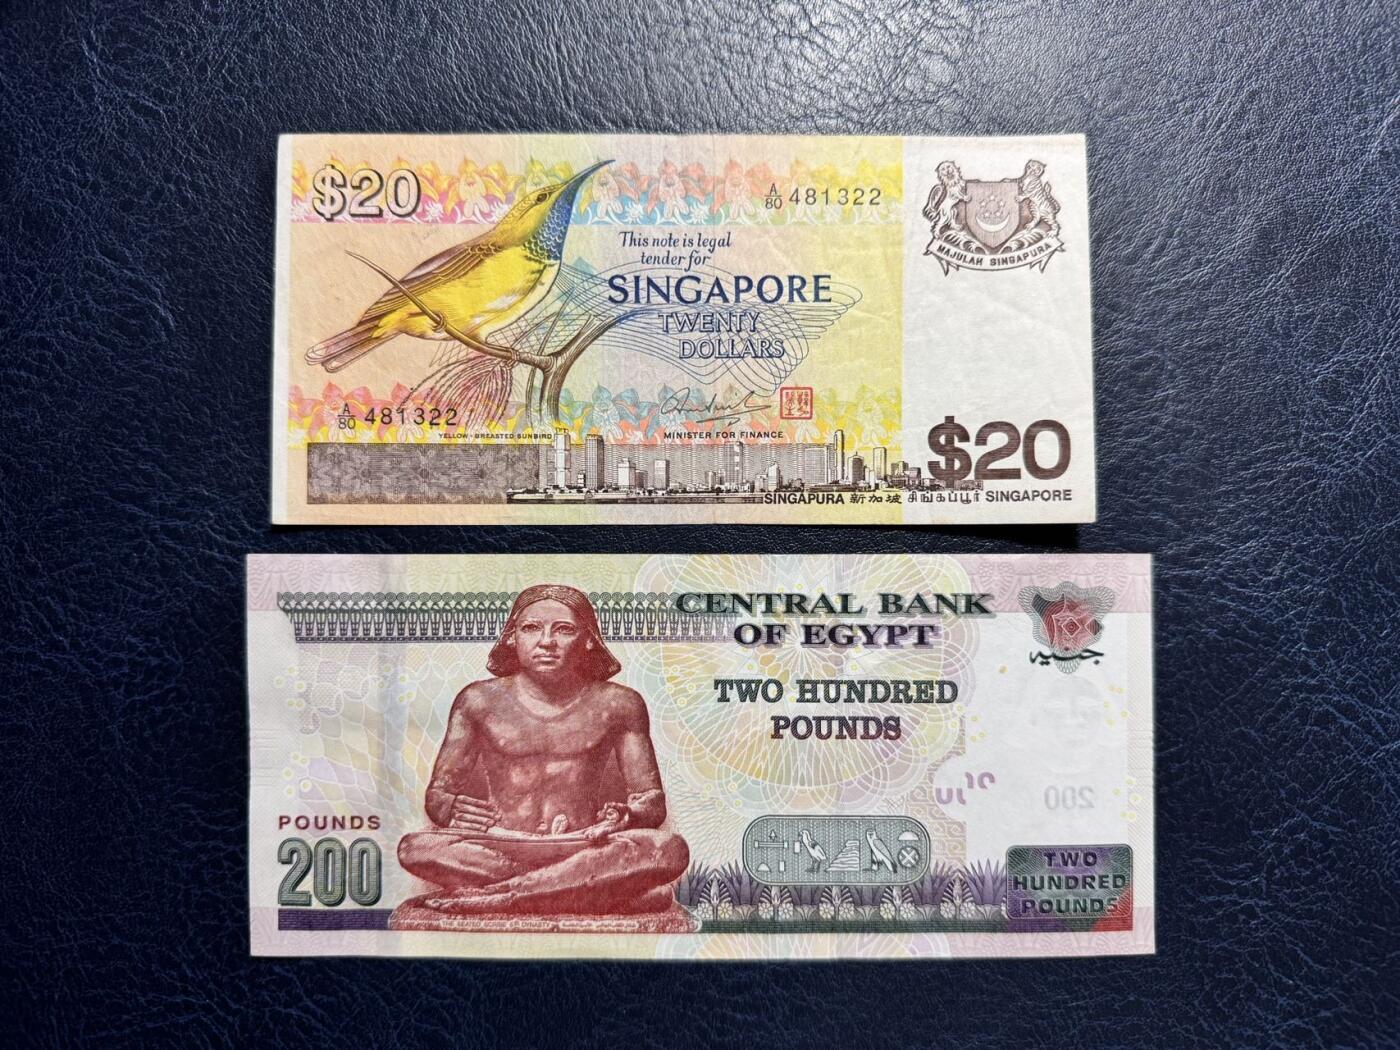 $20
A/80 481322
This note is legal
tender for
SINGAPORE
TWENTY
DOLLARS
MAJULAH SINGAPURA
A/80 481322
YELLOW-BREASTED SUNBIRD
MINISTER FOR FINANCE
$20
SINGAPURA 新加坡 சிங்கப்பூர் SINGAPORE
CENTRAL BANK
OF EGYPT
جنيه
TWO HUNDRED
POUNDS
200
POUNDS
200
TWO
HUNDRED
POUNDS